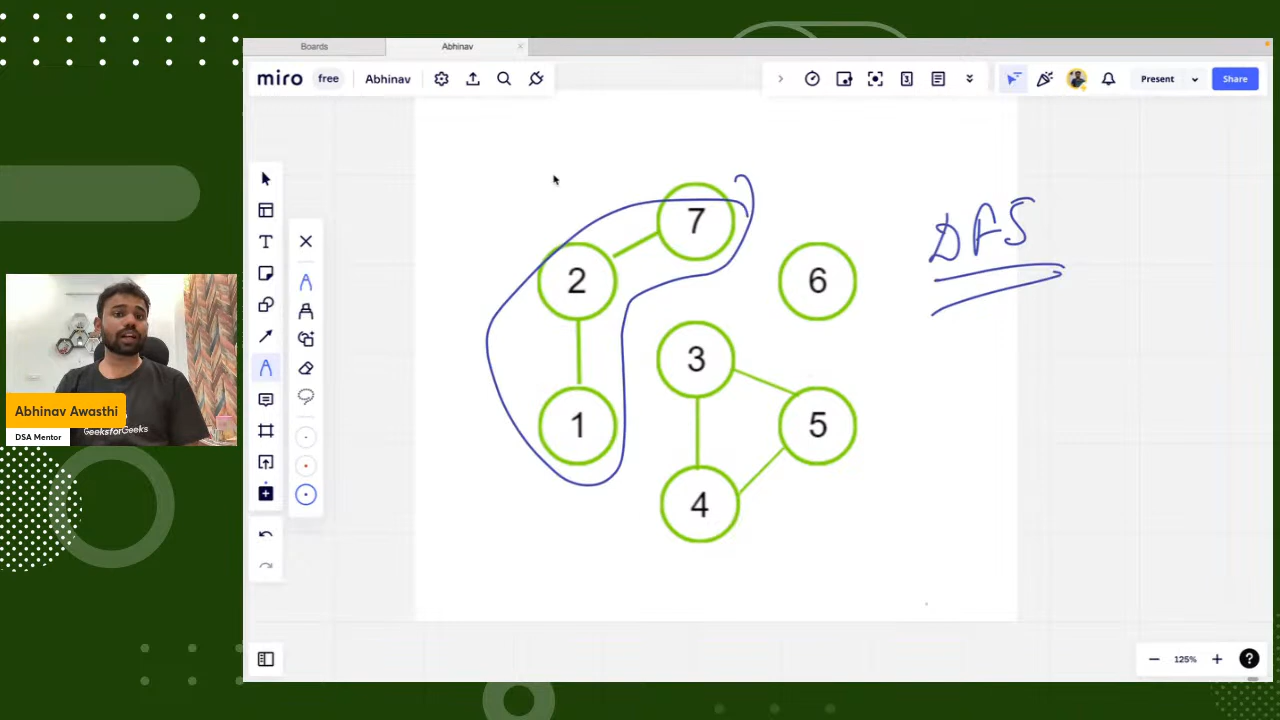 Boards
Abhinav
miro free Abhinav
3
Present
Share
7
2
6
DFS
3
1
5
4
Abhinav Awasthi
DSA Mentor
GeeksforGeeks
125%
?